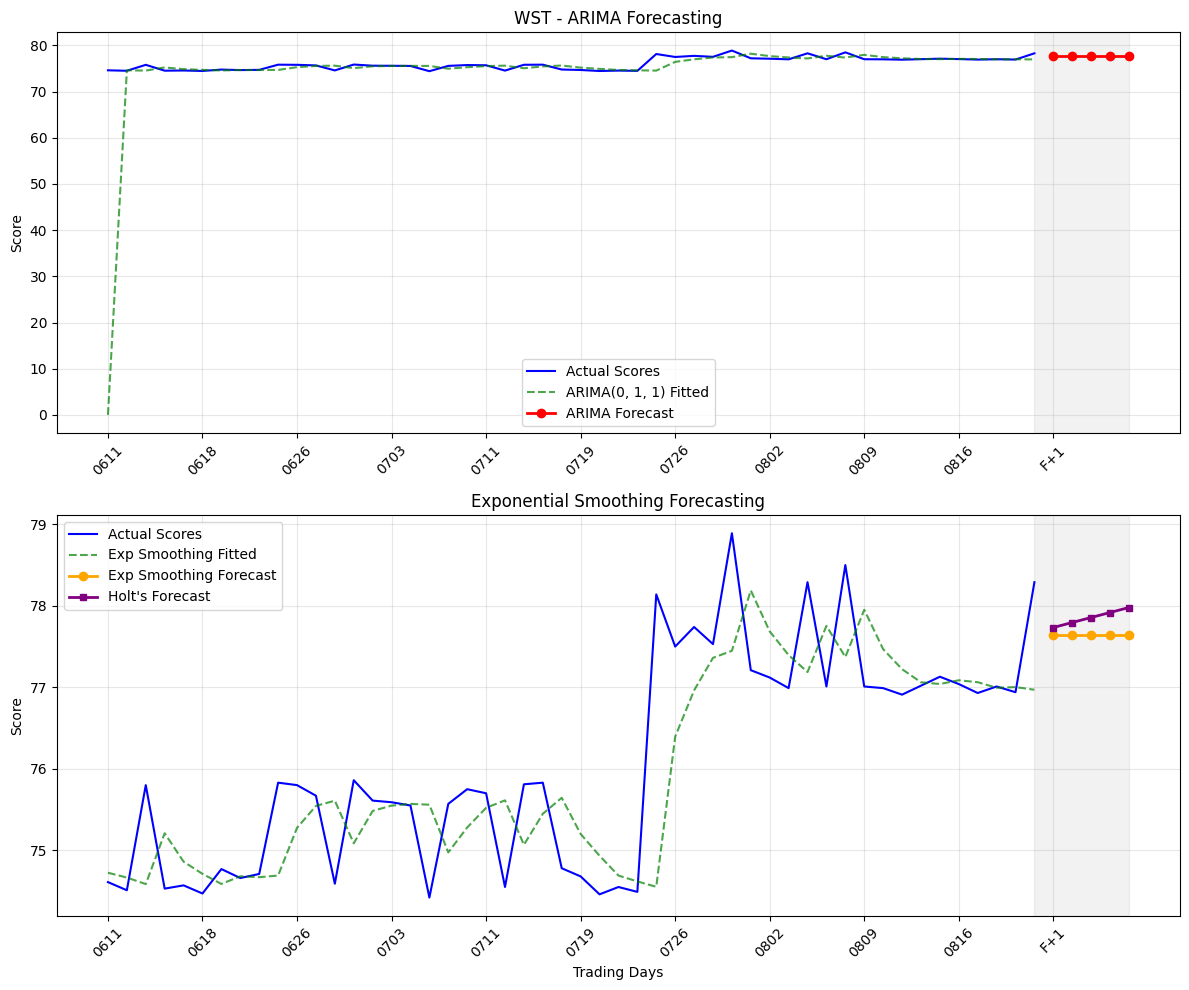 WST - ARIMA Forecasting
80
70
60
50
40
30
20
10
0
Score
Actual Scores
ARIMA(0, 1, 1) Fitted
ARIMA Forecast
0611 0618 0626 0703 0711 0719 0726 0802 0809 0816 F+1
Exponential Smoothing Forecasting
79
78
77
76
75
Score
Actual Scores
Exp Smoothing Fitted
Exp Smoothing Forecast
Holt's Forecast
0611 0618 0626 0703 0711 0719 0726 0802 0809 0816 F+1
Trading Days